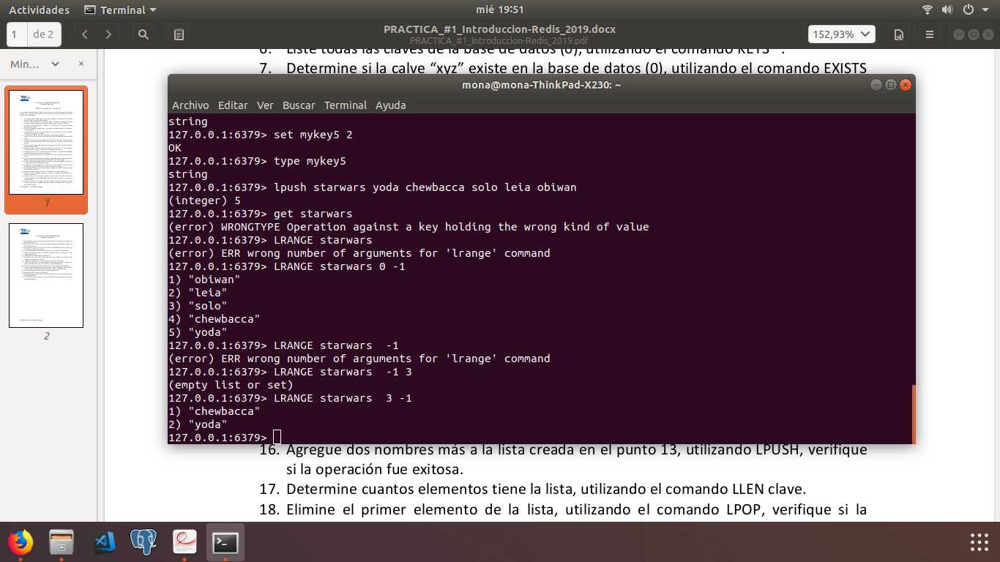 Actividades Terminal mié 19:51
1 de 2 PRACTICA_#1_Introduccion-Redis_2019.docx 152,93%
PRACTICA_#1_Introduccion-Redis_2019.pdf
Min...
6. Liste todas las claves de la base de datos (0), utilizando el comando KEYS
7. Determine si la calve “xyz” existe en la base de datos (0), utilizando el comando EXISTS
mona@mona-ThinkPad-X230: ~
Archivo Editar Ver Buscar Terminal Ayuda
string
127.0.0.1:6379> set mykey5 2
OK
127.0.0.1:6379> type mykey5
string
127.0.0.1:6379> lpush starwars yoda chewbacca solo leia obiwan
(integer) 5
127.0.0.1:6379> get starwars
(error) WRONGTYPE Operation against a key holding the wrong kind of value
127.0.0.1:6379> LRANGE starwars
(error) ERR wrong number of arguments for 'lrange' command
127.0.0.1:6379> LRANGE starwars 0 -1
1) "obiwan"
2) "leia"
3) "solo"
4) "chewbacca"
5) "yoda"
127.0.0.1:6379> LRANGE starwars  -1
(error) ERR wrong number of arguments for 'lrange' command
127.0.0.1:6379> LRANGE starwars  -1 3
(empty list or set)
127.0.0.1:6379> LRANGE starwars  3 -1
1) "chewbacca"
2) "yoda"
127.0.0.1:6379>
16. Agregue dos nombres más a la lista creada en el punto 13, utilizando LPUSH, verifique
si la operación fue exitosa.
17. Determine cuantos elementos tiene la lista, utilizando el comando LLEN clave.
18. Elimine el primer elemento de la lista, utilizando el comando LPOP, verifique si la
1
2